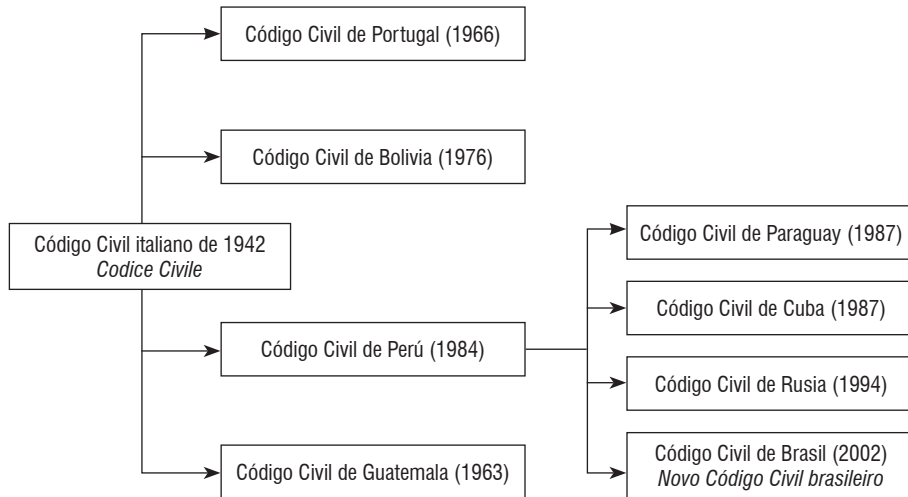 Código Civil de Portugal (1966)
Código Civil de Bolivia (1976)
Código Civil italiano de 1942
Codice Civile
Código Civil de Perú (1984)
Código Civil de Guatemala (1963)
Código Civil de Paraguay (1987)
Código Civil de Cuba (1987)
Código Civil de Rusia (1994)
Código Civil de Brasil (2002)
Novo Código Civil brasileiro